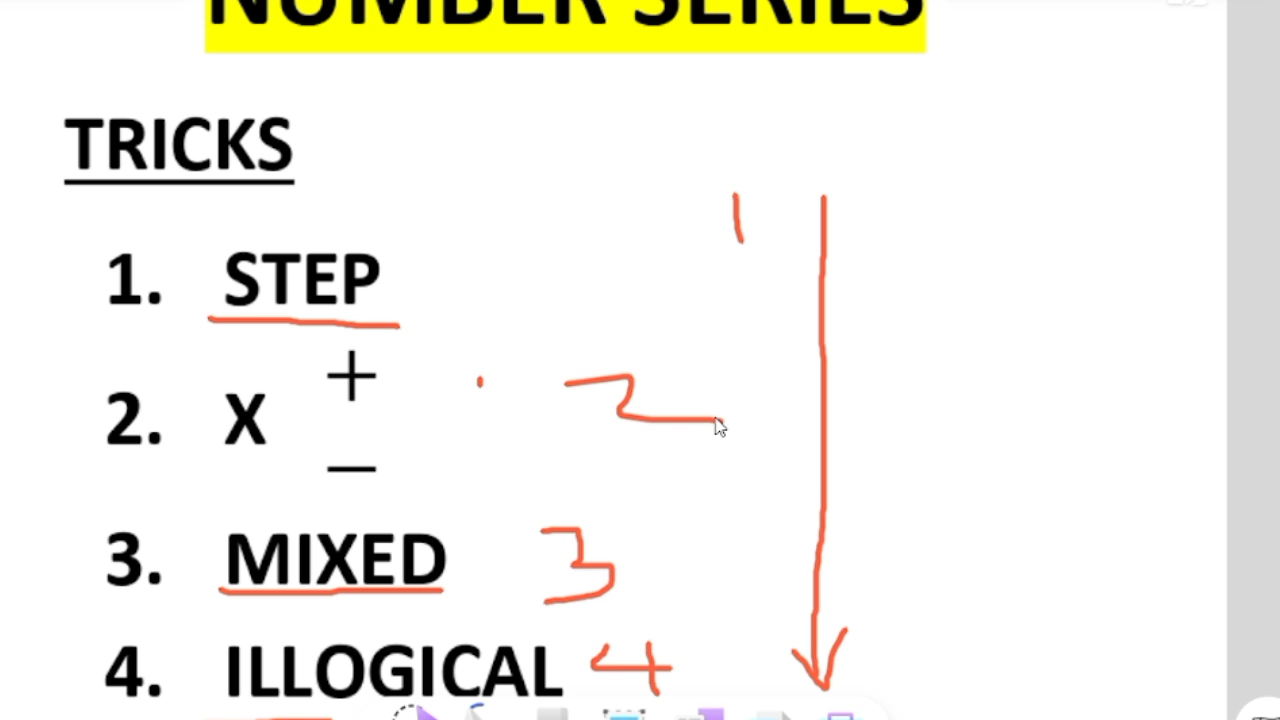 NUMBER SERIES
TRICKS
1
1. STEP
+
2. X
2
—
3. MIXED 3
4. ILLOGICAL 4